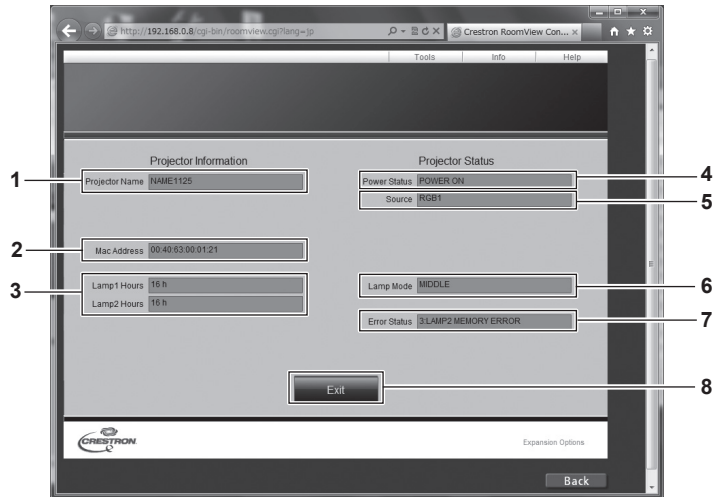 http://192.168.0.8/cgi-bin/roomview.cgi?lang=jp
Crestron RoomView Con...
Tools Info Help
Projector Information
Projector Status
1 Projector Name NAME1125
Power Status POWER ON 4
Source RGB1 5
2 Mac Address 00:40:63:00:01:21
3 Lamp1 Hours 16 h
Lamp2 Hours 16 h
Lamp Mode MIDDLE 6
Error Status 3:LAMP2 MEMORY ERROR 7
Exit 8
CRESTRON
Expansion Options
Back